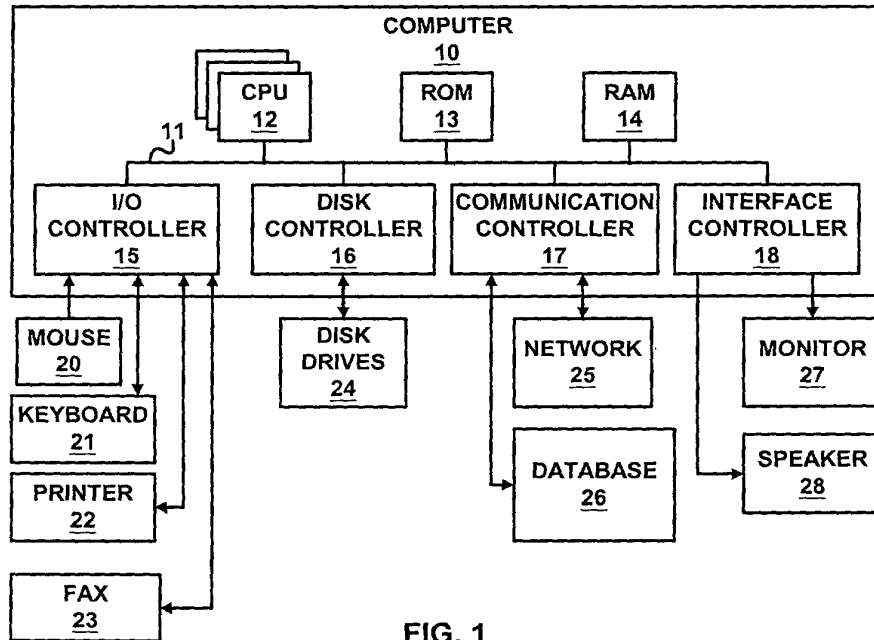 COMPUTER
10
CPU
12
ROM
13
RAM
14
11
I/O
CONTROLLER
15
DISK
CONTROLLER
16
COMMUNICATION
CONTROLLER
17
INTERFACE
CONTROLLER
18
MOUSE
20
DISK
DRIVES
24
NETWORK
25
MONITOR
27
KEYBOARD
21
PRINTER
22
DATABASE
26
SPEAKER
28
FAX
23
FIG. 1